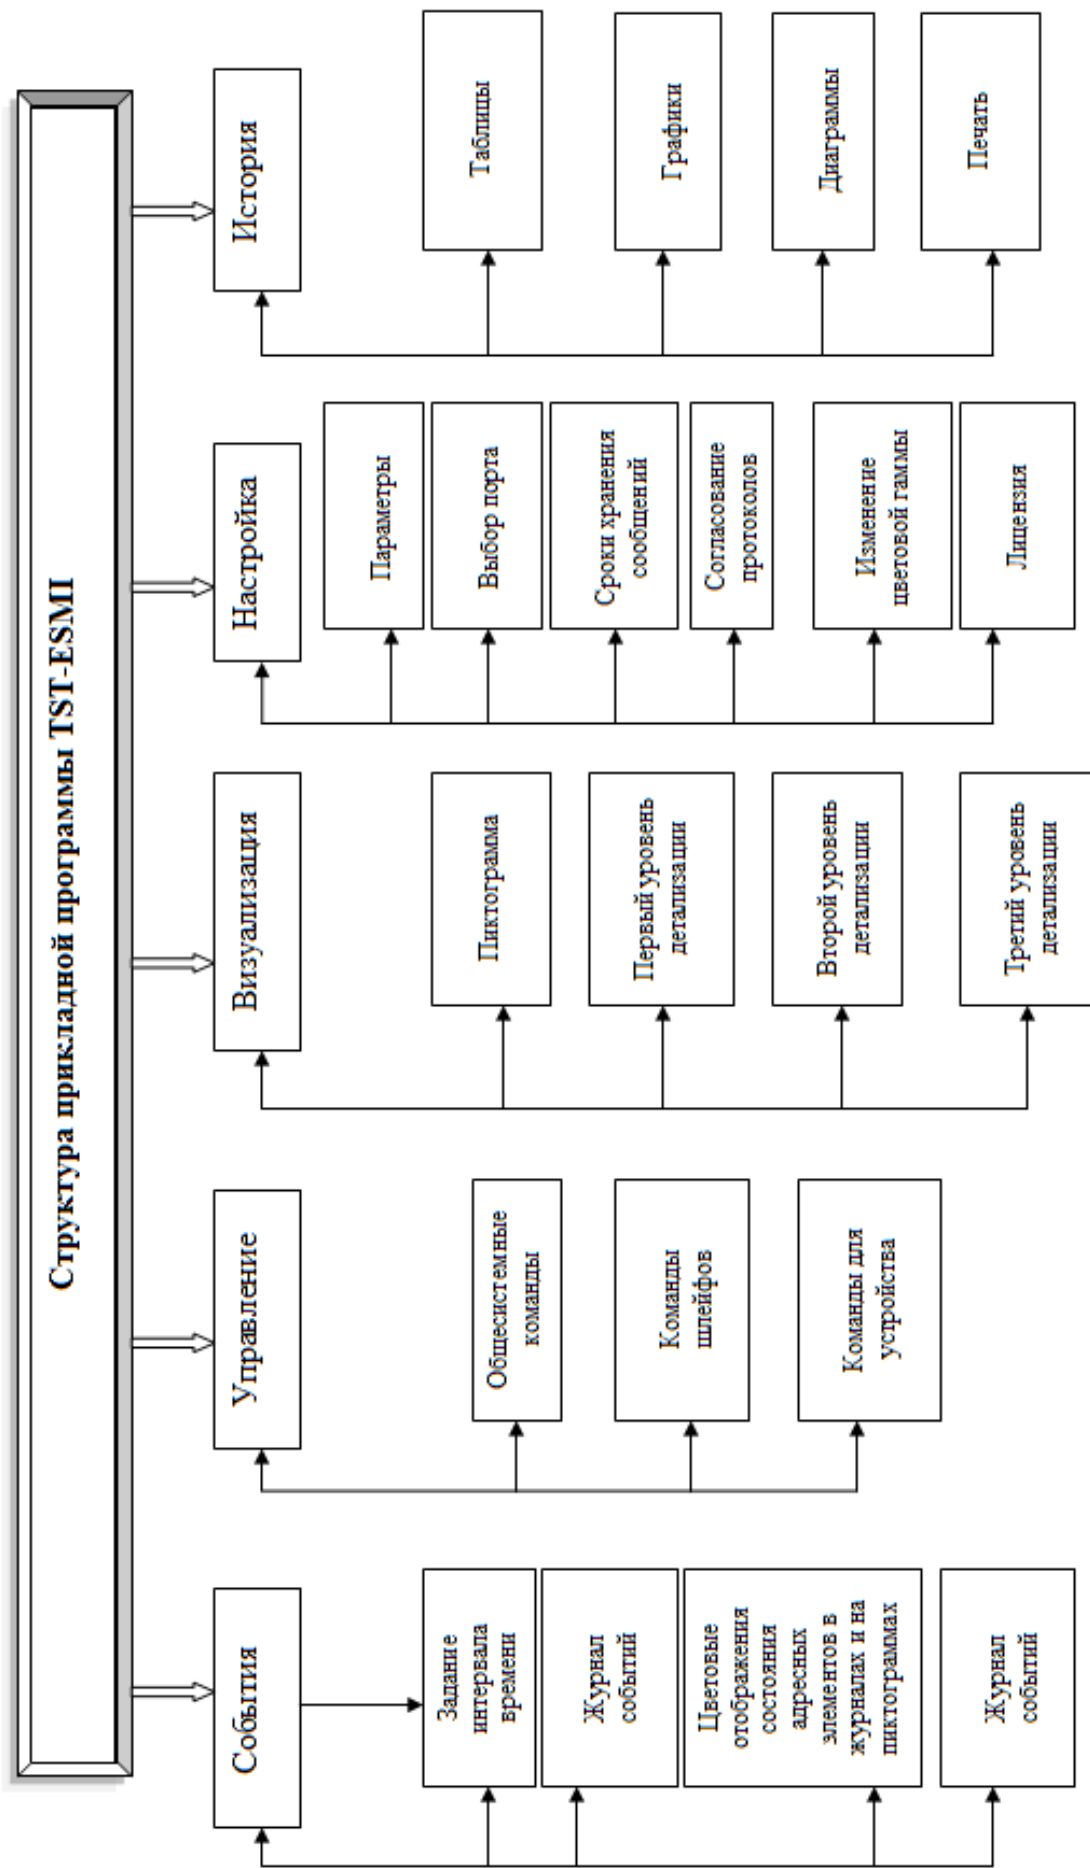 Структура прикладной программы TST-ESMI
События
Задание
интервала
времени
Журнал
событий
Цветовые
отображения
состояния
адресных
элементов в
журналах и на
пиктограммах
Журнал
событий
Управление
Общесистемные
команды
Команды
шлейфов
Команды для
устройства
Визуализация
Пиктограмма
Первый уровень
детализации
Второй уровень
детализации
Третий уровень
детализации
Настройка
Параметры
Выбор порта
Сроки хранения
сообщений
Согласование
протоколов
Изменение
цветовой гаммы
Лицензия
История
Таблицы
Графики
Диаграммы
Печать